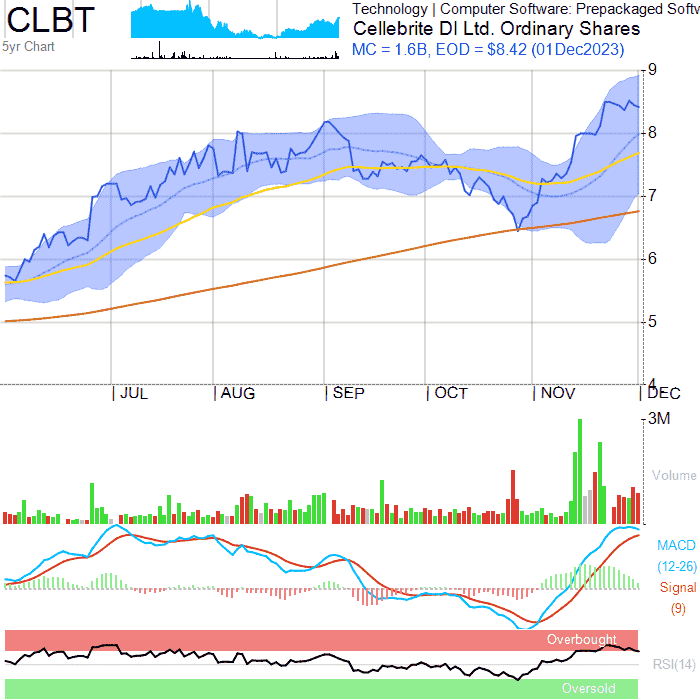 CLBT
5yr Chart
Technology | Computer Software: Prepackaged Softw
Cellebrite DI Ltd. Ordinary Shares
MC = 1.6B, EOD = $8.42 (01Dec2023)
9
8
7
6
5
4
JUL
AUG
SEP
OCT
NOV
DEC
3M
Volume
MACD
(12-26)
Signal
(9)
Overbought
RSI(14)
Oversold